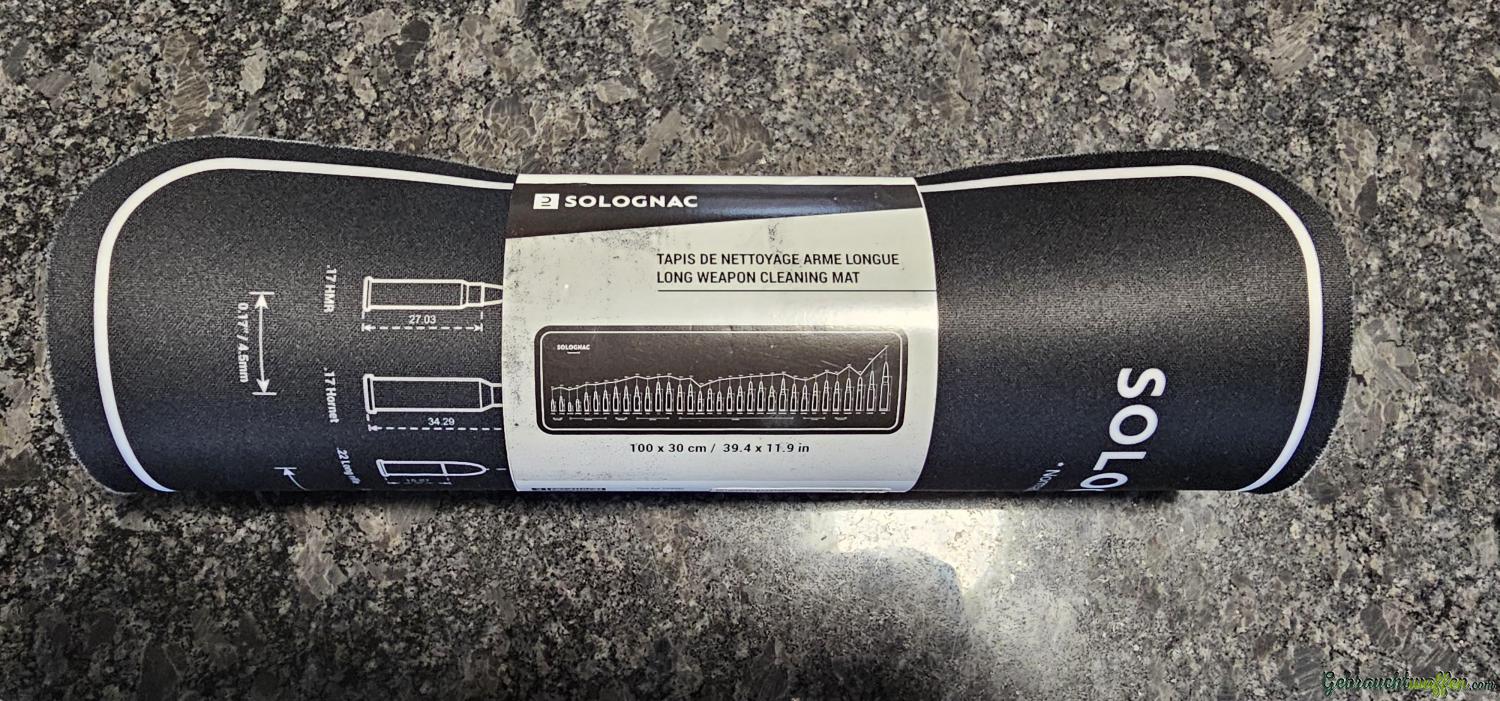 SOLOGNAC
TAPIS DE NETTOYAGE ARME LONGUE
LONG WEAPON CLEANING MAT
SOLOGNAC
100 x 30 cm / 39.4 x 11.9 in
.17 HMR
27.03
0.17" / 4.5mm
.17 Hornet
34.29
.22 Long
SOLO
Gebrauchtwaffen.com